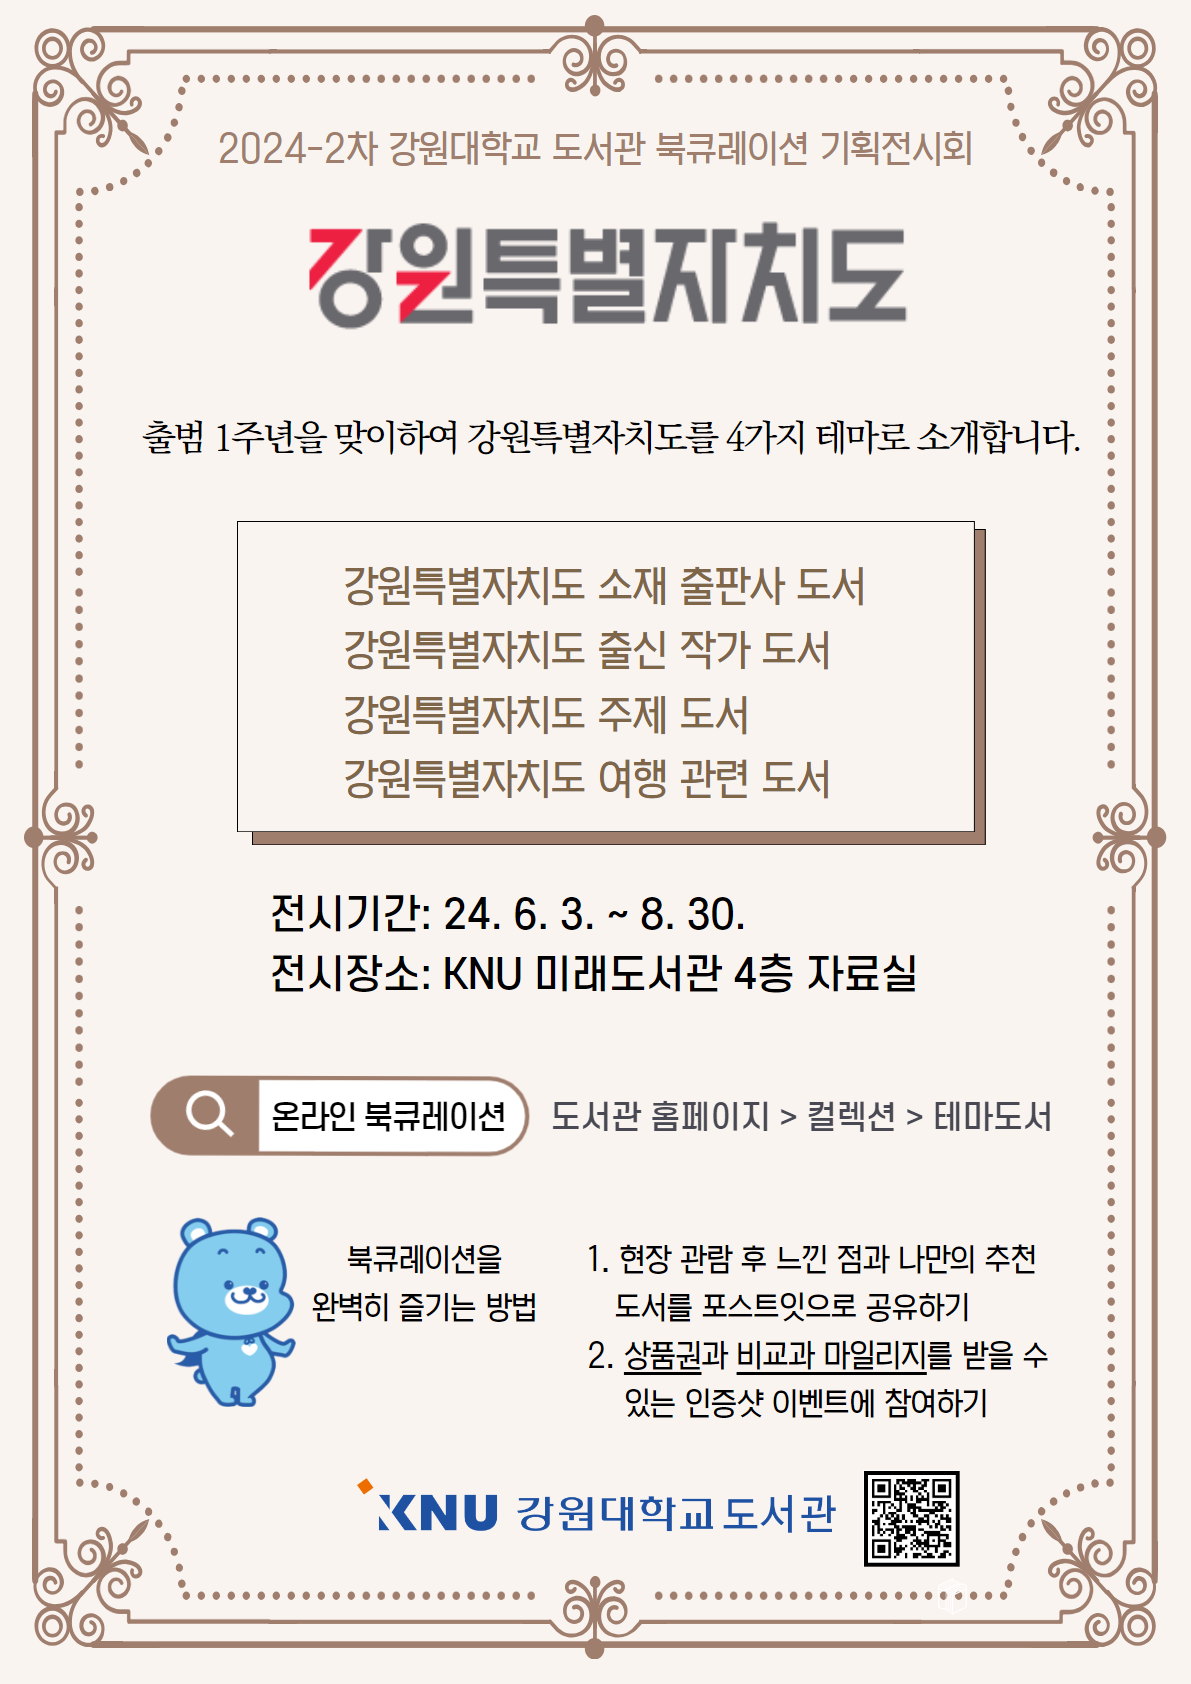 2024-2차 강원대학교 도서관 북큐레이션 기획전시회
강원특별자치도
출범 1주년을 맞이하여 강원특별자치도를 4가지 테마로 소개합니다.
강원특별자치도 소재 출판사 도서
강원특별자치도 출신 작가 도서
강원특별자치도 주제 도서
강원특별자치도 여행 관련 도서
전시기간: 24. 6. 3. ~ 8. 30.
전시장소: KNU 미래도서관 4층 자료실
온라인 북큐레이션 도서관 홈페이지 > 컬렉션 > 테마도서
북큐레이션을
완벽히 즐기는 방법
1. 현장 관람 후 느낀 점과 나만의 추천
도서를 포스트잇으로 공유하기
2. 상품권과 비교과 마일리지를 받을 수
있는 인증샷 이벤트에 참여하기
KNU 강원대학교도서관